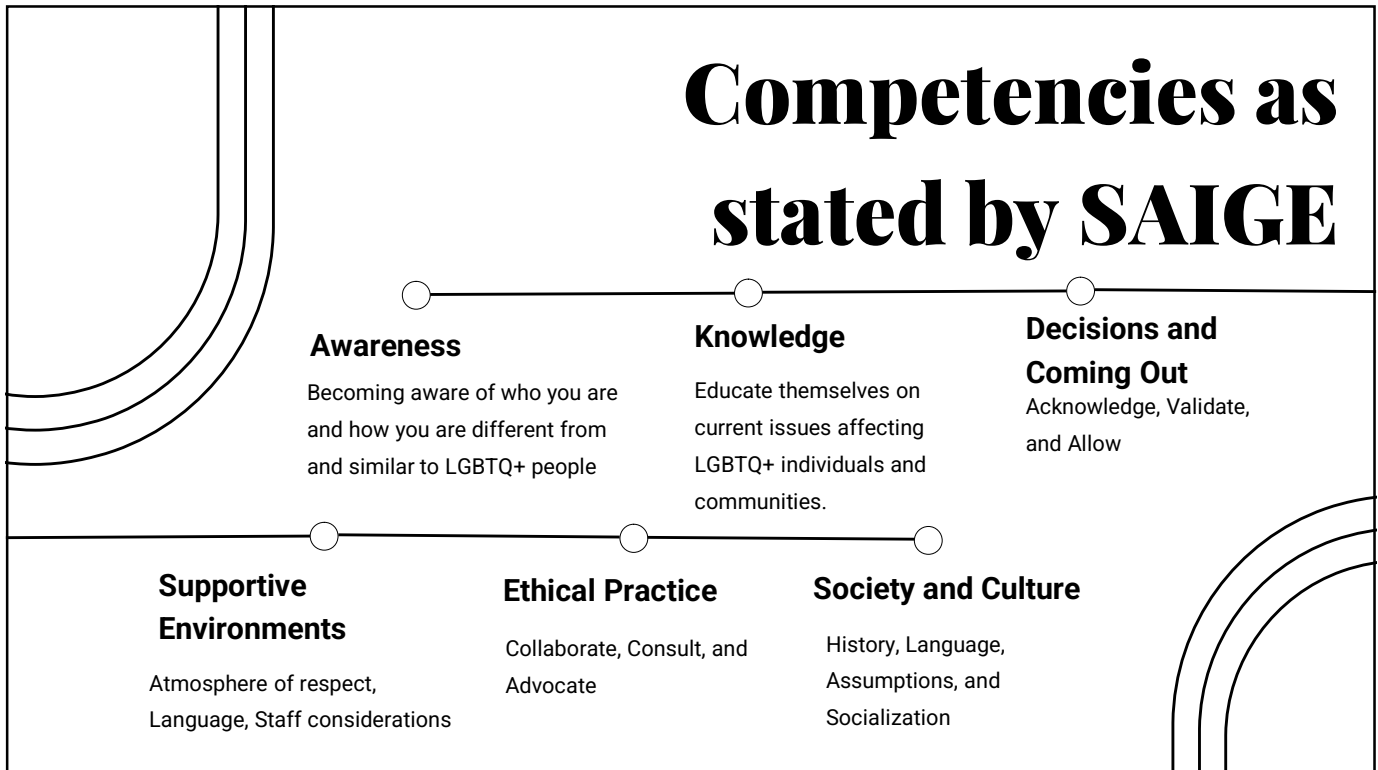 Competencies as
stated by SAIGE
Awareness
Becoming aware of who you are
and how you are different from
and similar to LGBTQ+ people
Knowledge
Educate themselves on
current issues affecting
LGBTQ+ individuals and
communities.
Decisions and
Coming Out
Acknowledge, Validate,
and Allow
Supportive
Environments
Atmosphere of respect,
Language, Staff considerations
Ethical Practice
Collaborate, Consult, and
Advocate
Society and Culture
History, Language,
Assumptions, and
Socialization